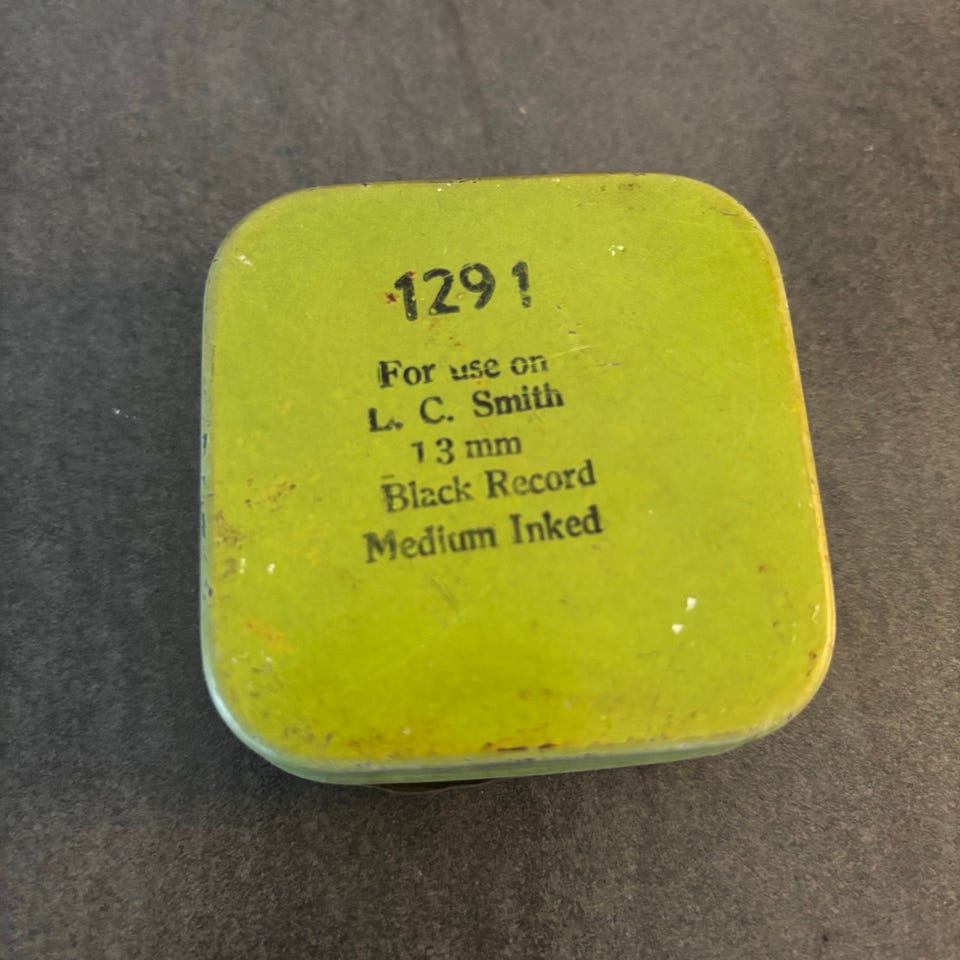 1291
For use on
L. C. Smith
13 mm
Black Record
Medium Inked